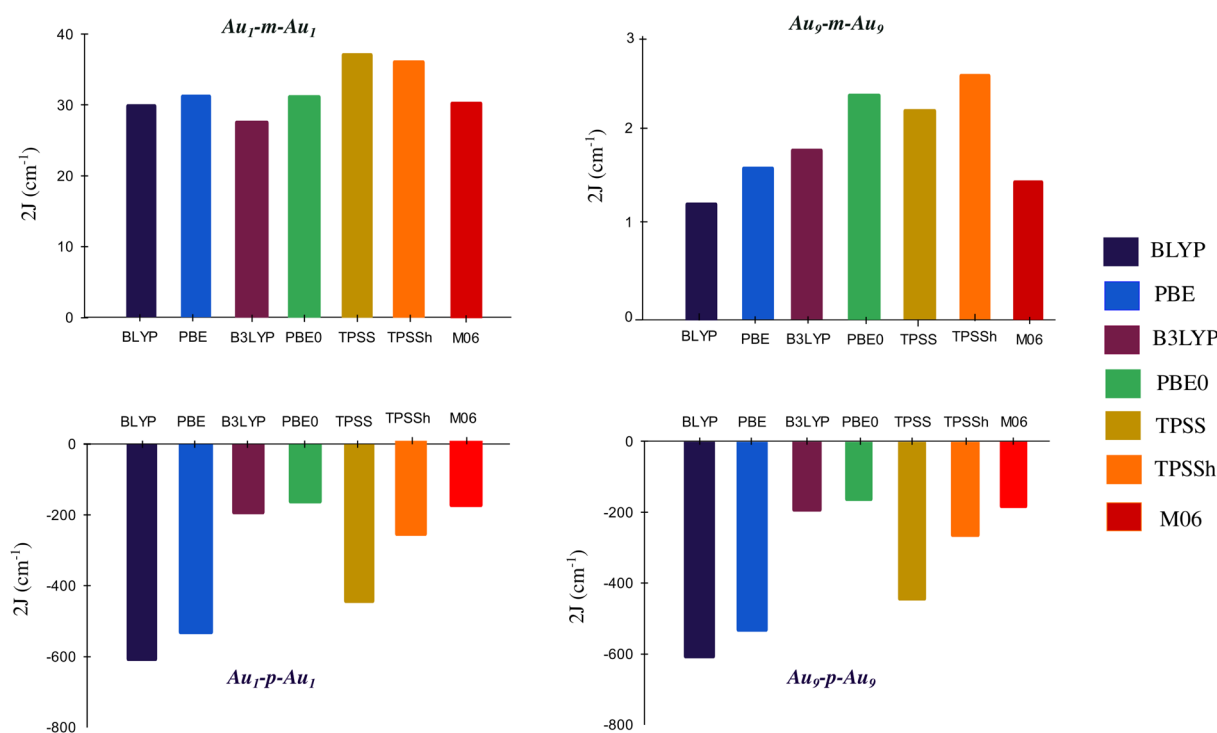 Au1-m-Au1
40
30
20
10
0
2J (cm-1)
BLYP PBE B3LYP PBE0 TPSS TPSSh M06
Au9-m-Au9
3
2
1
0
2J (cm-1)
BLYP PBE B3LYP PBE0 TPSS TPSSh M06
BLYP PBE B3LYP PBE0 TPSS TPSSh M06
0
-200
-400
-600
-800
2J (cm-1)
Au1-p-Au1
BLYP PBE B3LYP PBE0 TPSS TPSSh M06
0
-200
-400
-600
-800
2J (cm-1)
Au9-p-Au9
BLYP
PBE
B3LYP
PBE0
TPSS
TPSSh
M06